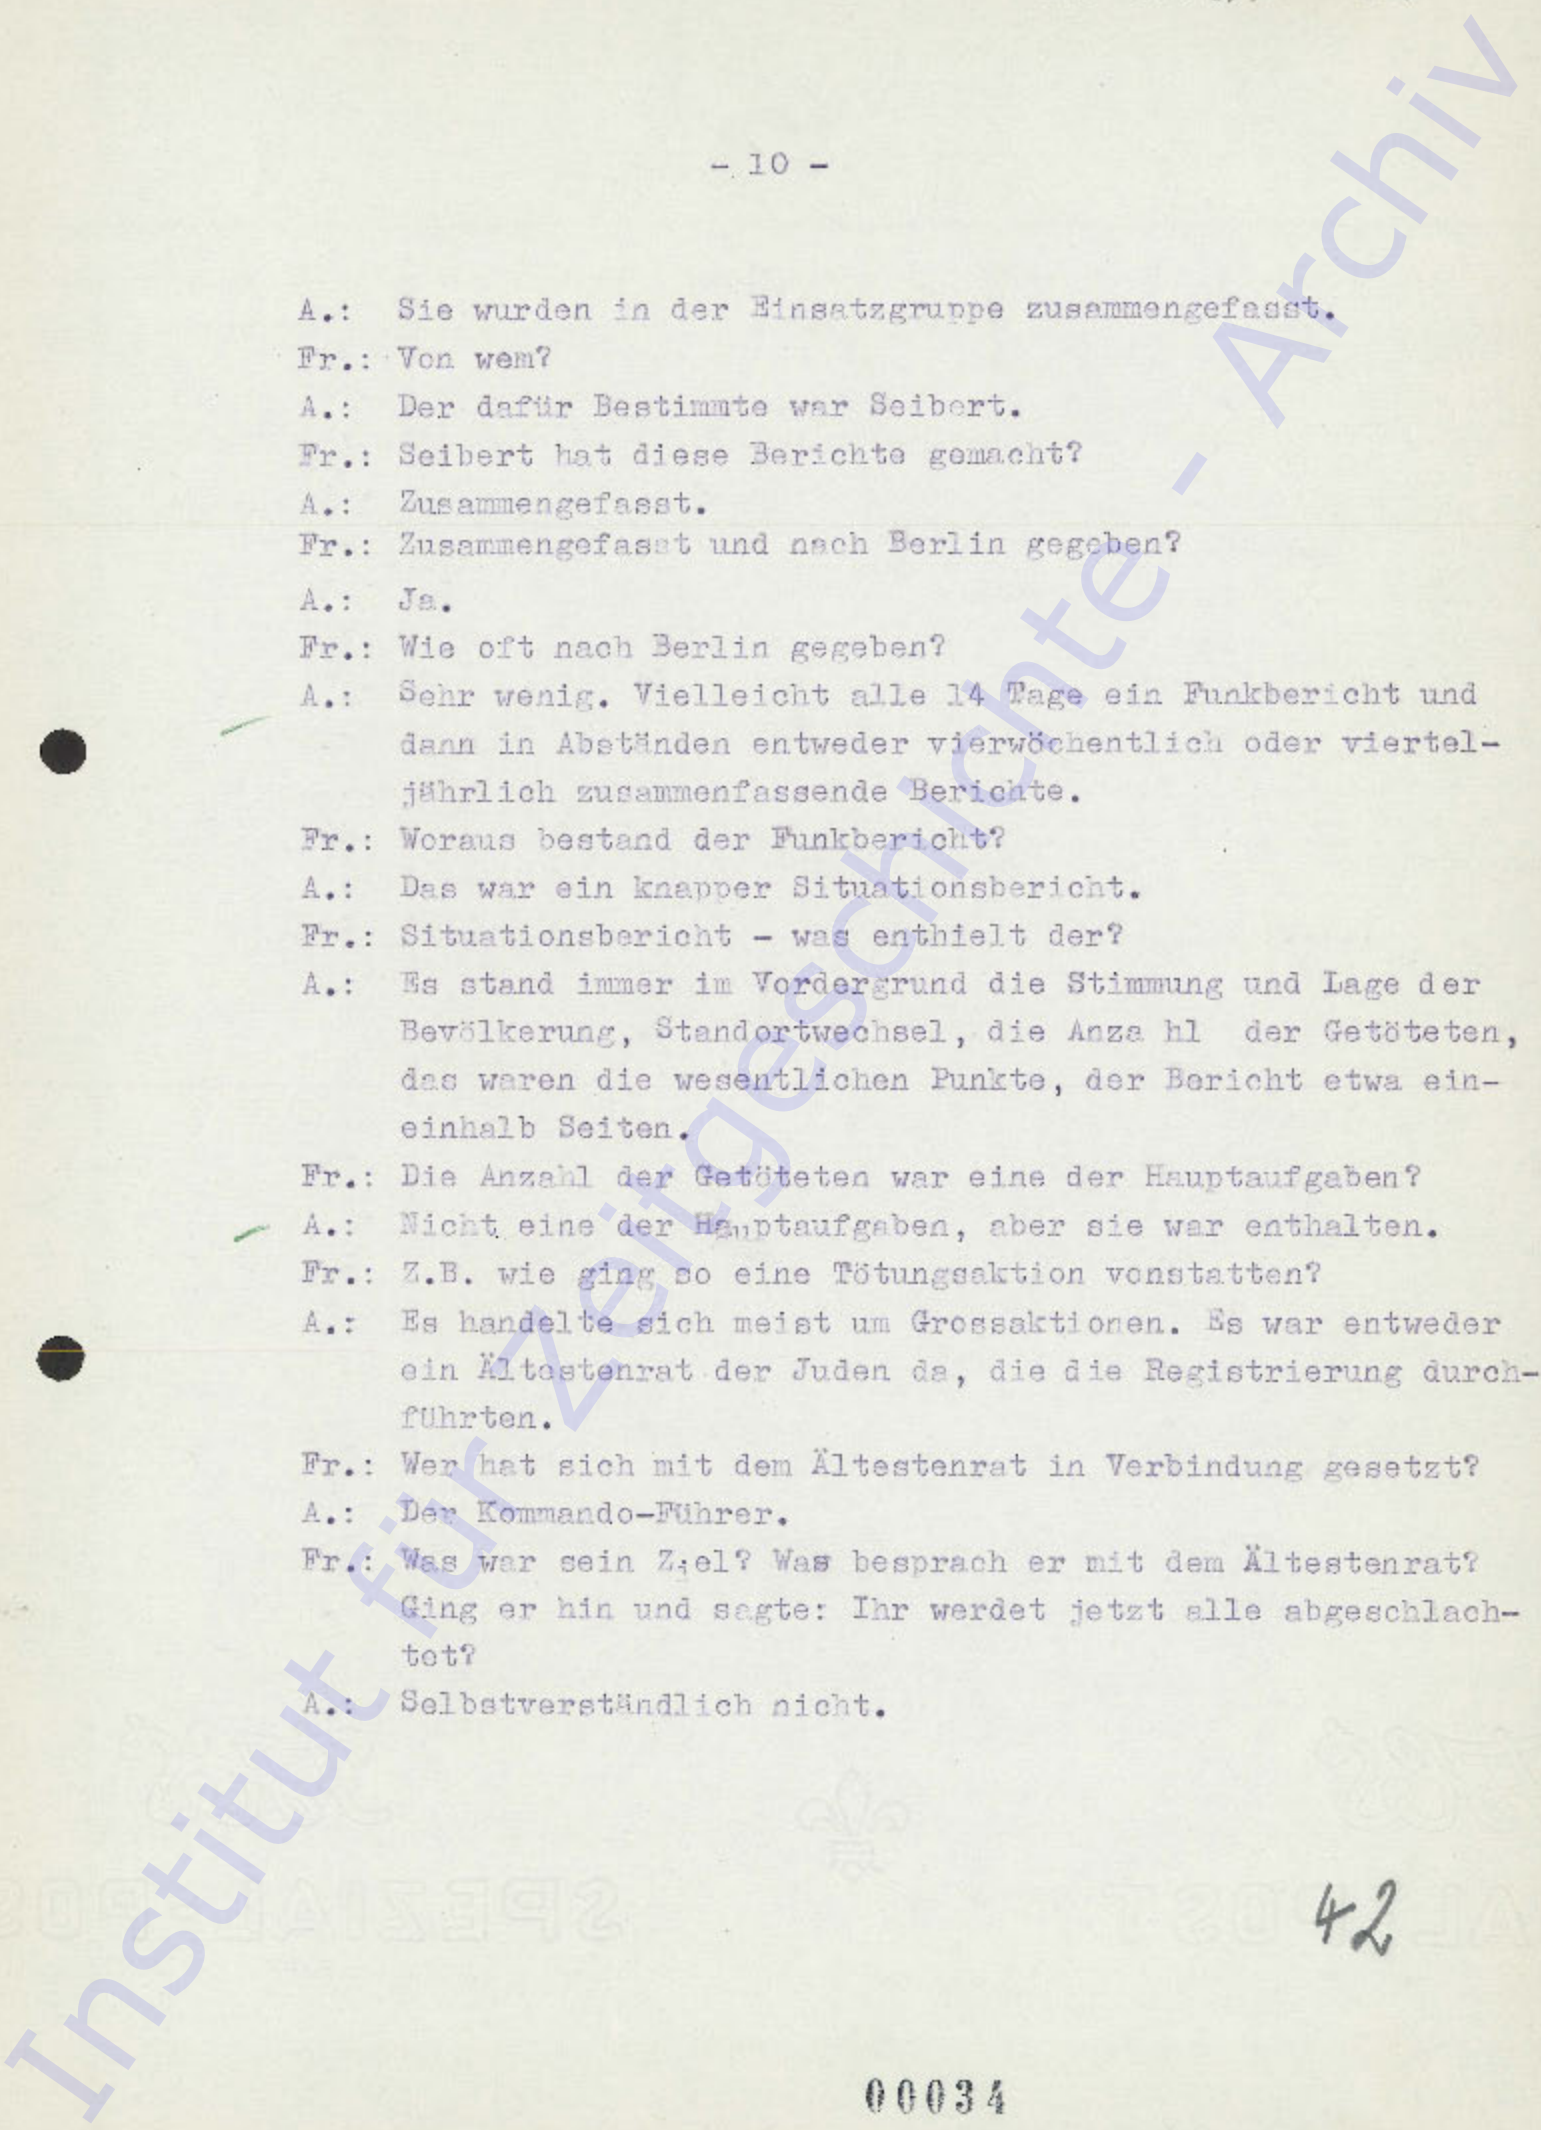 - 10 -
A.: Sie wurden in der Einsatzgruppe zusammengefasst.
Fr.: Von wem?
A.: Der dafür Bestimmte war Seibert.
Fr.: Seibert hat diese Berichte gemacht?
A.: Zusammengefasst.
Fr.: Zusammengefasst und nach Berlin gegeben?
A.: Ja.
Fr.: Wie oft nach Berlin gegeben?
A.: Sehr wenig. Vielleicht alle 14 Tage ein Funkbericht und
dann in Abständen entweder vierwöchentlich oder viertel-
jährlich zusammenfassende Berichte.
Fr.: Woraus bestand der Funkbericht?
A.: Das war ein knapper Situationsbericht.
Fr.: Situationsbericht - was enthielt der?
A.: Es stand immer im Vordergrund die Stimmung und Lage der
Bevölkerung, Standortwechsel, die Anza hl der Getöteten,
das waren die wesentlichen Punkte, der Bericht etwa ein-
einhalb Seiten.
Fr.: Die Anzahl der Getöteten war eine der Hauptaufgaben?
A.: Nicht eine der Hauptaufgaben, aber sie war enthalten.
Fr.: Z.B. wie ging so eine Tötungsaktion vonstatten?
A.: Es handelte sich meist um Grossaktionen. Es war entweder
ein Ältestenrat der Juden da, die die Registrierung durch-
führten.
Fr.: Wer hat sich mit dem Ältestenrat in Verbindung gesetzt?
A.: Der Kommando-Führer.
Fr.: Was war sein Ziel? Was besprach er mit dem Ältestenrat?
Ging er hin und sagte: Ihr werdet jetzt alle abgeschlach-
tet?
A.: Selbstverständlich nicht.
42
00034
Institut für Zeitgeschichte - Archiv